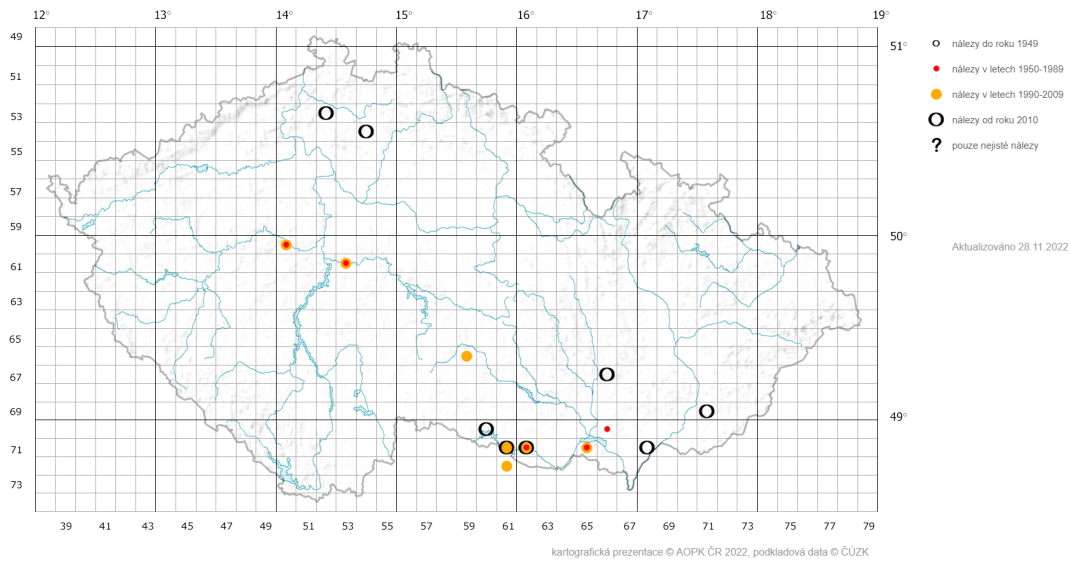 12° 13° 14° 15° 16° 17° 18° 19°
49 51°
nálezy do roku 1949
51
nálezy v letech 1950-1989
nálezy v letech 1990-2009
53
nálezy od roku 2010
? pouze nejisté nálezy
55
57
59
50°
Aktualizováno 28.11.2022
61
63
65
67
69
49°
71
73
39 41 43 45 47 49 51 53 55 57 59 61 63 65 67 69 71 73 75 77 79
kartografická prezentace © AOPK ČR 2022, podkladová data © ČÚZK